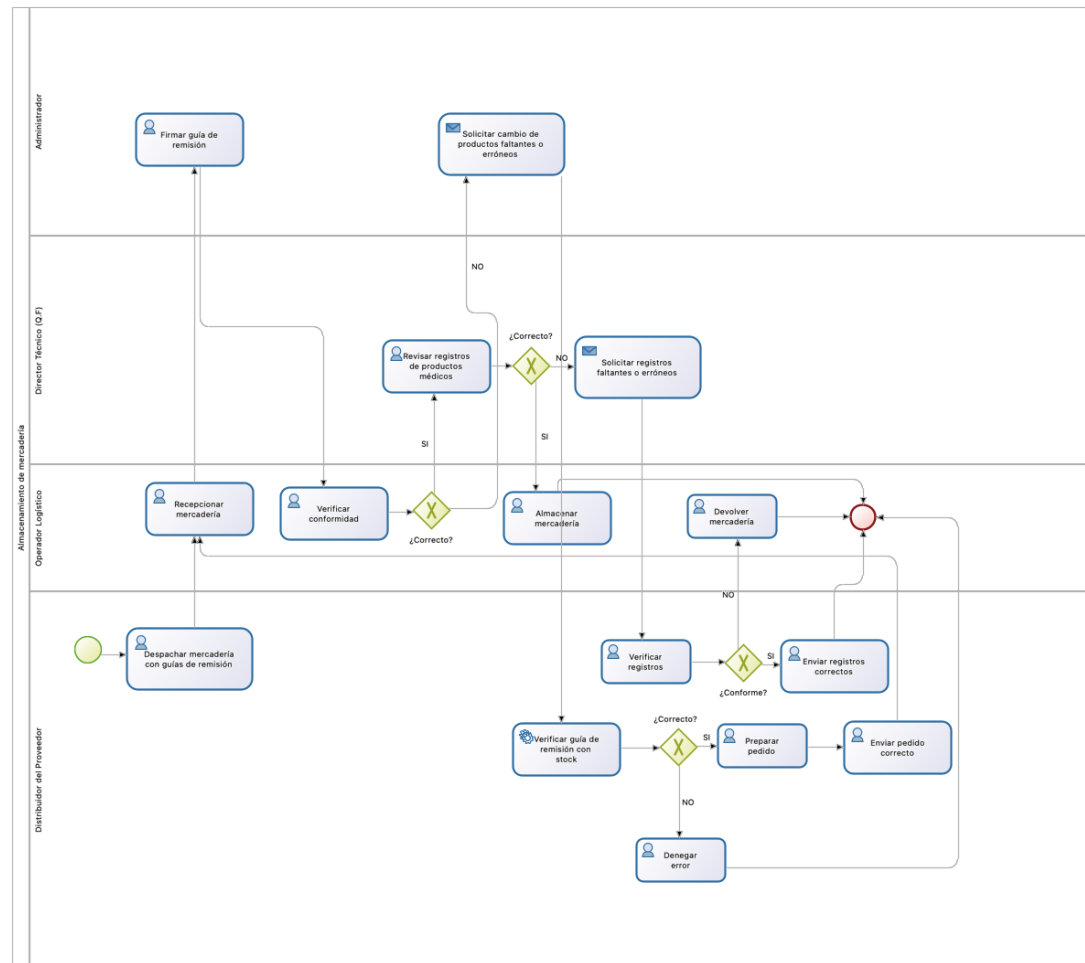 Almacenamiento de mercadería
Administrador
Firmar guía de
remisión
Solicitar cambio de
productos faltantes o
erróneos
Director Técnico (Q.F)
NO
Revisar registros
de productos
médicos
¿Correcto?
NO
Solicitar registros
faltantes o erróneos
SI
SI
Operador Logístico
Recepcionar
mercadería
Verificar
conformidad
¿Correcto?
Almacenar
mercadería
Devolver
mercadería
Distribuidor del Proveedor
NO
Despachar mercadería
con guías de remisión
Verificar
registros
¿Conforme?
SI
Enviar registros
correctos
Verificar guía de
remisión con
stock
¿Correcto?
SI
Preparar
pedido
Enviar pedido
correcto
NO
Denegar
error